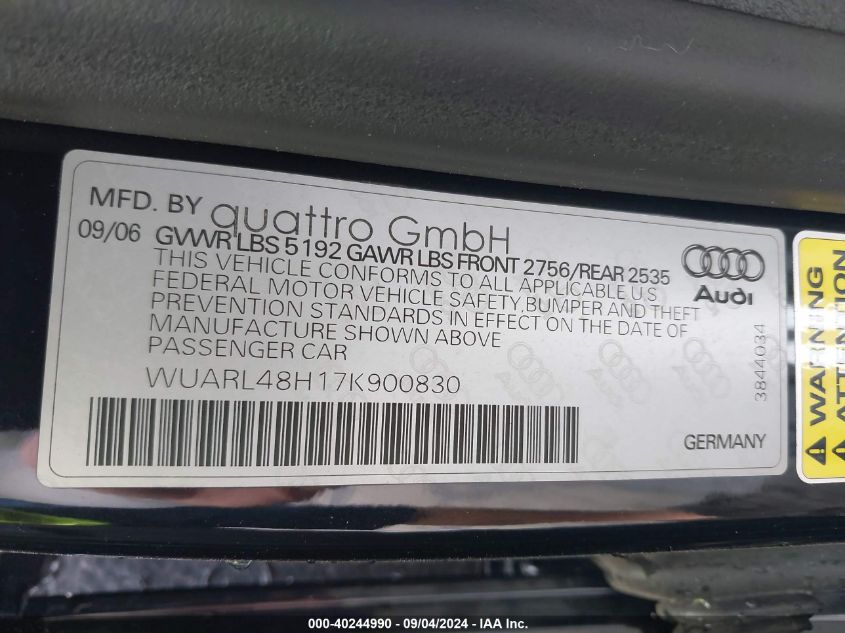 MFD. BY quattro GmbH
09/06 GVWR LBS 5192 GAWR LBS FRONT 2756/REAR 2535
THIS VEHICLE CONFORMS TO ALL APPLICABLE U.S
FEDERAL MOTOR VEHICLE SAFETY, BUMPER AND THEFT
PREVENTION STANDARDS IN EFFECT ON THE DATE OF
MANUFACTURE SHOWN ABOVE
PASSENGER CAR
WUARL48H17K900830
Audi
3844034
GERMANY
WARNING
ATTENTION
000-40244990 - 09/04/2024 - IAA Inc.